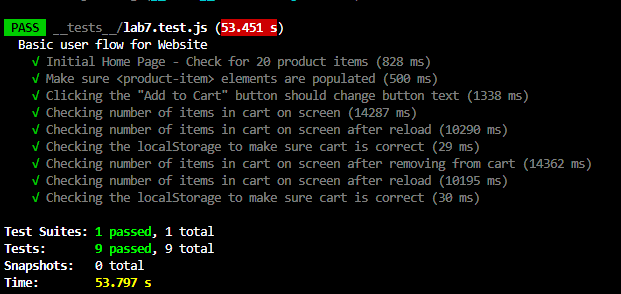 PASS __tests__/lab7.test.js (53.451 s)
Basic user flow for Website
√ Initial Home Page - Check for 20 product items (828 ms)
√ Make sure <product-item> elements are populated (500 ms)
√ Clicking the "Add to Cart" button should change button text (1338 ms)
√ Checking number of items in cart on screen (14287 ms)
√ Checking number of items in cart on screen after reload (10290 ms)
√ Checking the localStorage to make sure cart is correct (29 ms)
√ Checking number of items in cart on screen after removing from cart (14362 ms)
√ Checking number of items in cart on screen after reload (10195 ms)
√ Checking the localStorage to make sure cart is correct (30 ms)
Test Suites: 1 passed, 1 total
Tests: 9 passed, 9 total
Snapshots: 0 total
Time: 53.797 s